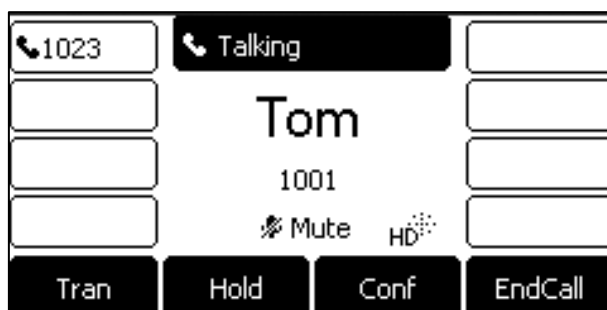 1023
Talking
Tom
1001
Mute
HD
Tran Hold Conf EndCall